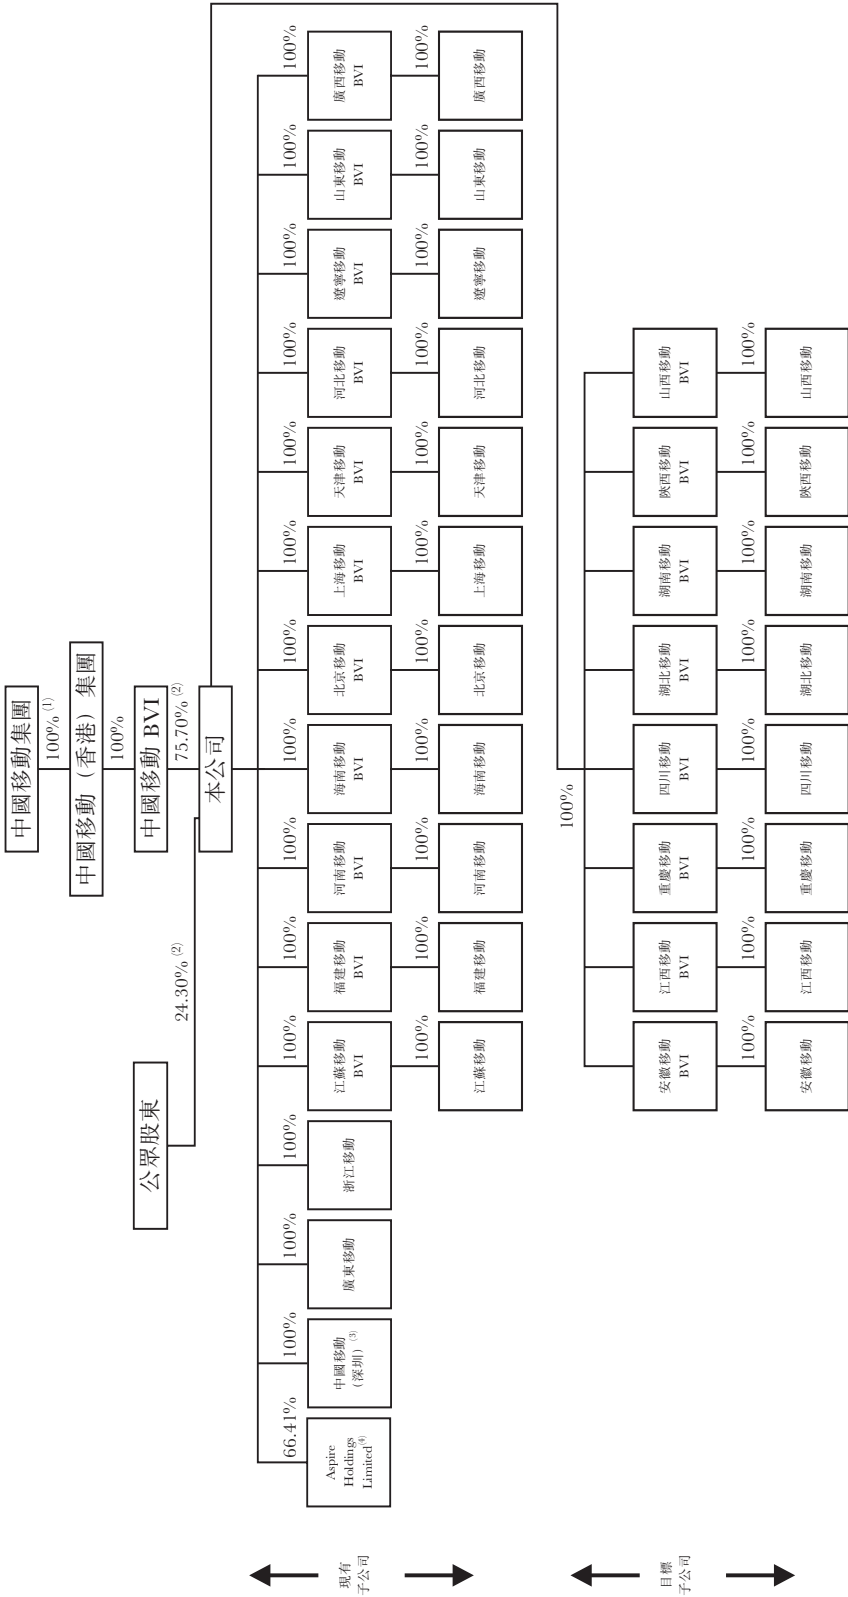 中國移動集團
100% (1)
中國移動（香港）集團
100%
公眾股東
中國移動 BVI
24.30% (2)
75.70% (2)
本公司
現有
子公司
66.41%
100%
100%
100%
100%
100%
100%
100%
100%
100%
100%
100%
100%
100%
100%
Aspire
Holdings
Limited(4)
中國移動
（深圳）(3)
廣東移動
浙江移動
江蘇移動
BVI
福建移動
BVI
河南移動
BVI
海南移動
BVI
北京移動
BVI
上海移動
BVI
天津移動
BVI
河北移動
BVI
遼寧移動
BVI
山東移動
BVI
廣西移動
BVI
100%
100%
100%
100%
100%
100%
100%
100%
100%
100%
100%
江蘇移動
福建移動
河南移動
海南移動
北京移動
上海移動
天津移動
河北移動
遼寧移動
山東移動
廣西移動
100%
目標
子公司
安徽移動
BVI
江西移動
BVI
重慶移動
BVI
四川移動
BVI
湖北移動
BVI
湖南移動
BVI
陝西移動
BVI
山西移動
BVI
100%
100%
100%
100%
100%
100%
100%
100%
安徽移動
江西移動
重慶移動
四川移動
湖北移動
湖南移動
陝西移動
山西移動